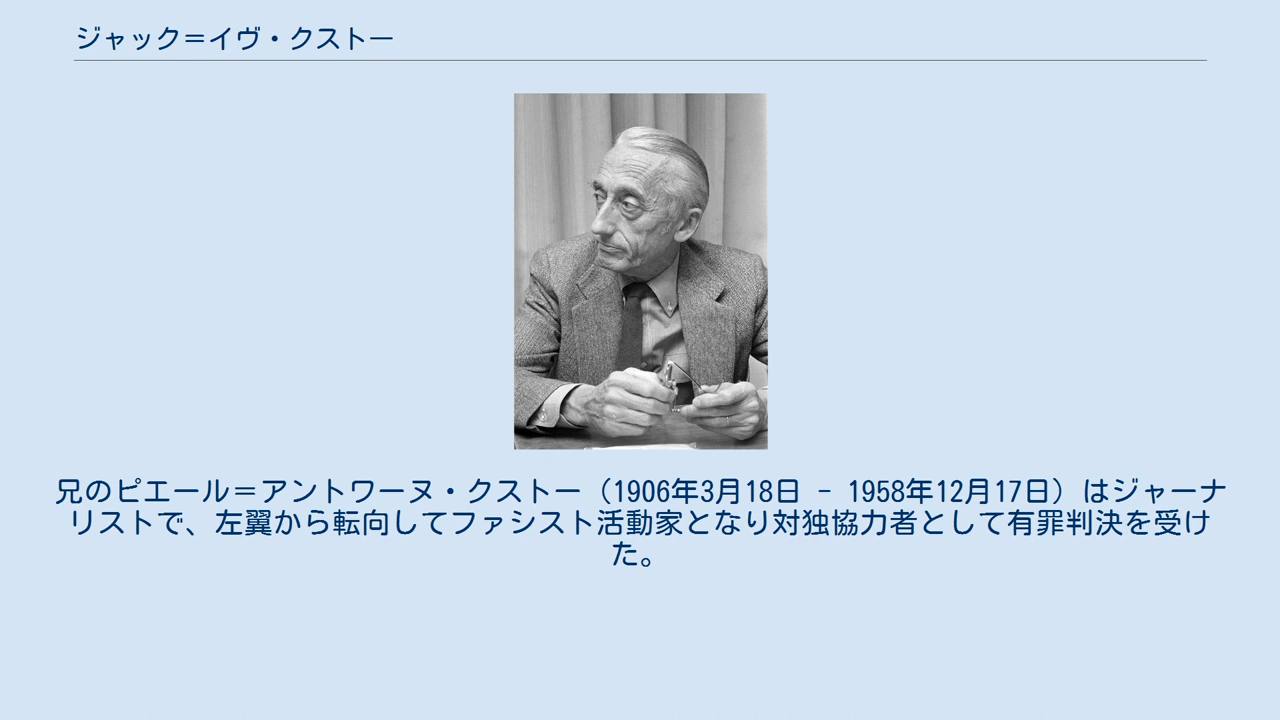 ジャック＝イヴ・クストー
兄のピエール＝アントワーヌ・クストー（1906年3月18日 - 1958年12月17日）はジャーナ
リストで、左翼から転向してファシスト活動家となり対独協力者として有罪判決を受け
た。